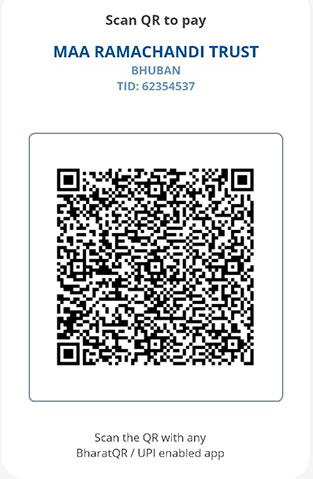 Scan QR to pay
MAA RAMACHANDI TRUST
BHUBAN
TID: 62354537
Scan the QR with any
BharatQR / UPI enabled app